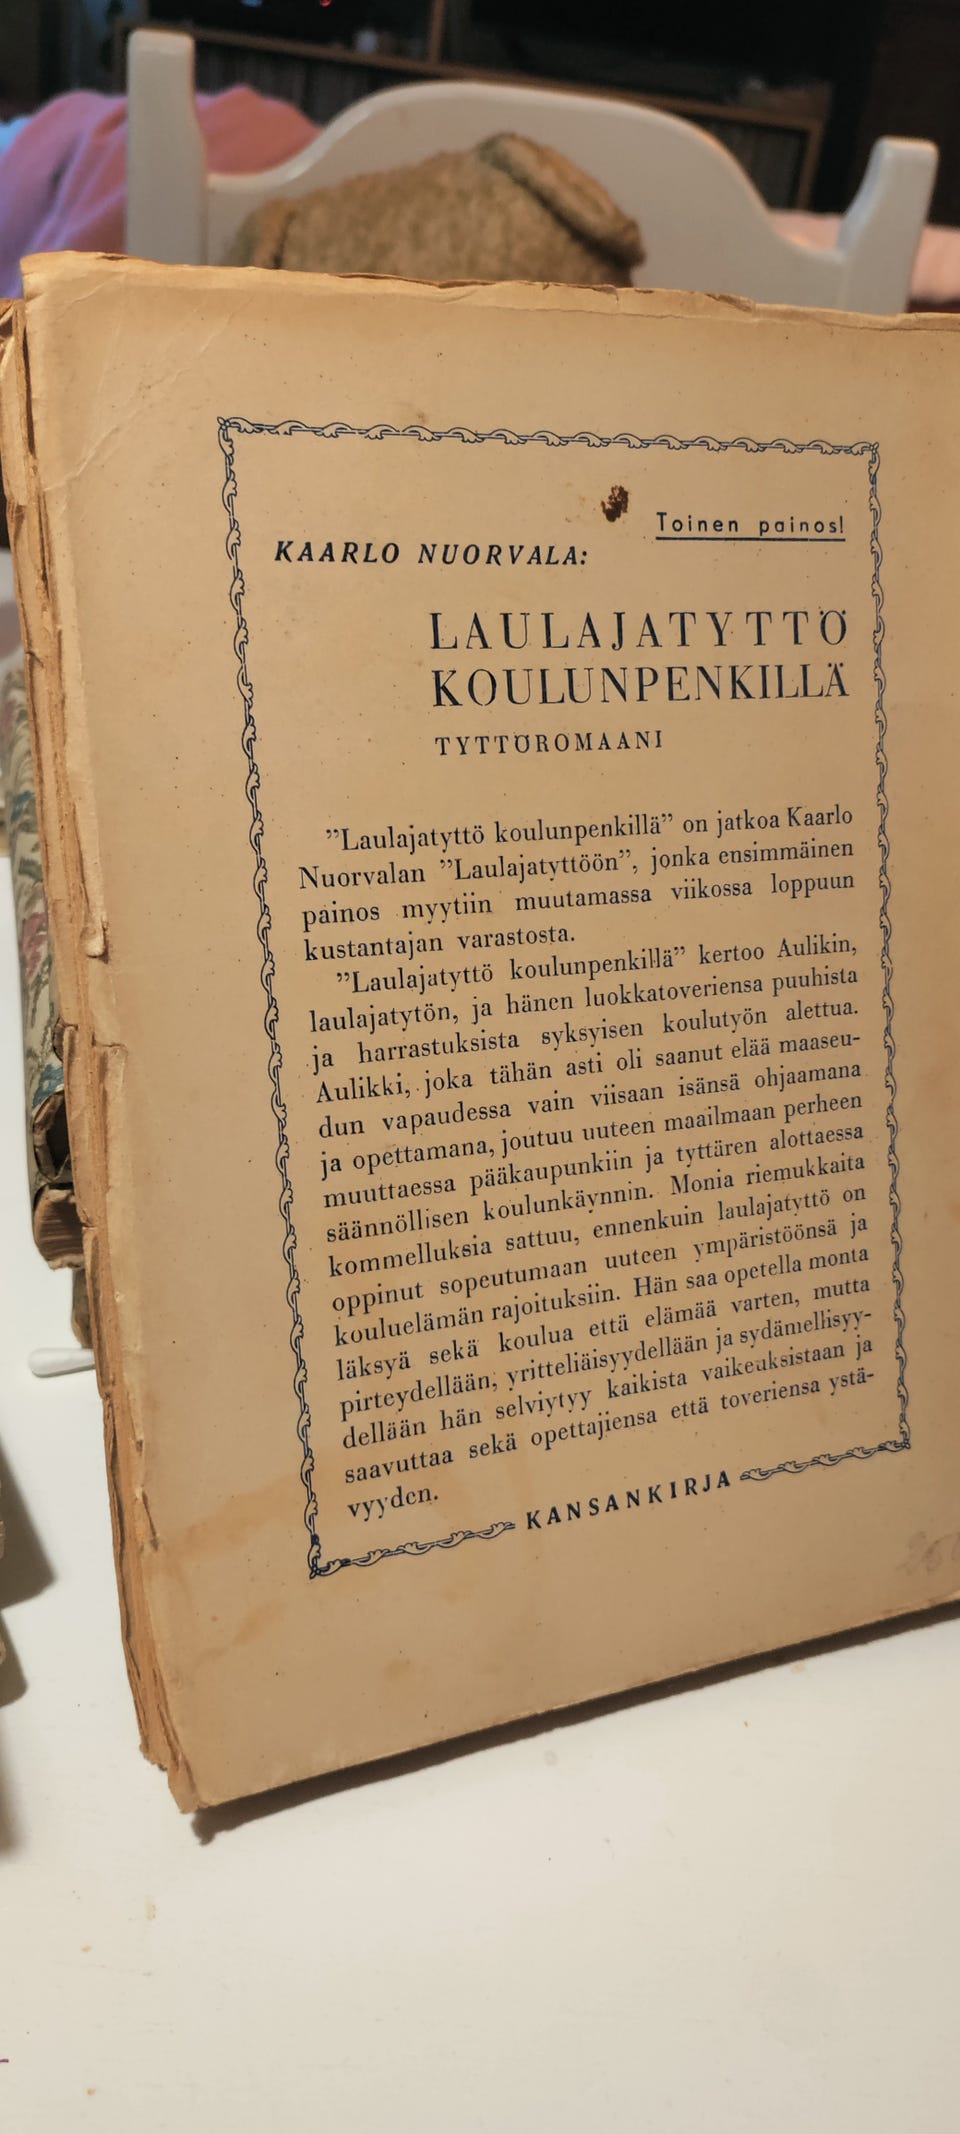 Toinen painos!
KAARLO NUORVALA:
LAULAJATYTTÖ
KOULUNPENKILLÄ
TYTTÖROMAANI
”Laulajatyttö koulunpenkillä” on jatkoa Kaarlo
Nuorvalan ”Laulajatyttöön”, jonka ensimmäinen
painos myytiin muutamassa viikossa loppuun
kustantajan varastosta.
”Laulajatyttö koulunpenkillä” kertoo Aulikin,
laulajatytön, ja hänen luokkatoveriensa puuhista
ja harrastuksista syksyisen koulutyön alettua.
Aulikki, joka tähän asti oli saanut elää maaseu-
dun vapaudessa vain viisaan isänsä ohjaamana
ja opettamana, joutuu uuteen maailmaan perheen
muuttaessa pääkaupunkiin ja tyttären alottaessa
säännöllisen koulunkäynnin. Monia riemukkaita
kommelluksia sattuu, ennenkuin laulajatyttö on
oppinut sopeutumaan uuteen ympäristöönsä ja
kouluelämän rajoituksiin. Hän saa opetella monta
läksyä sekä koulua että elämää varten, mutta
pirteydellään, yritteliäisyydellään ja sydämellisyy-
dellään hän selviytyy kaikista vaikeuksistaan ja
saavuttaa sekä opettajiensa että toveriensa ystä-
vyyden.
KANSANKIRJA